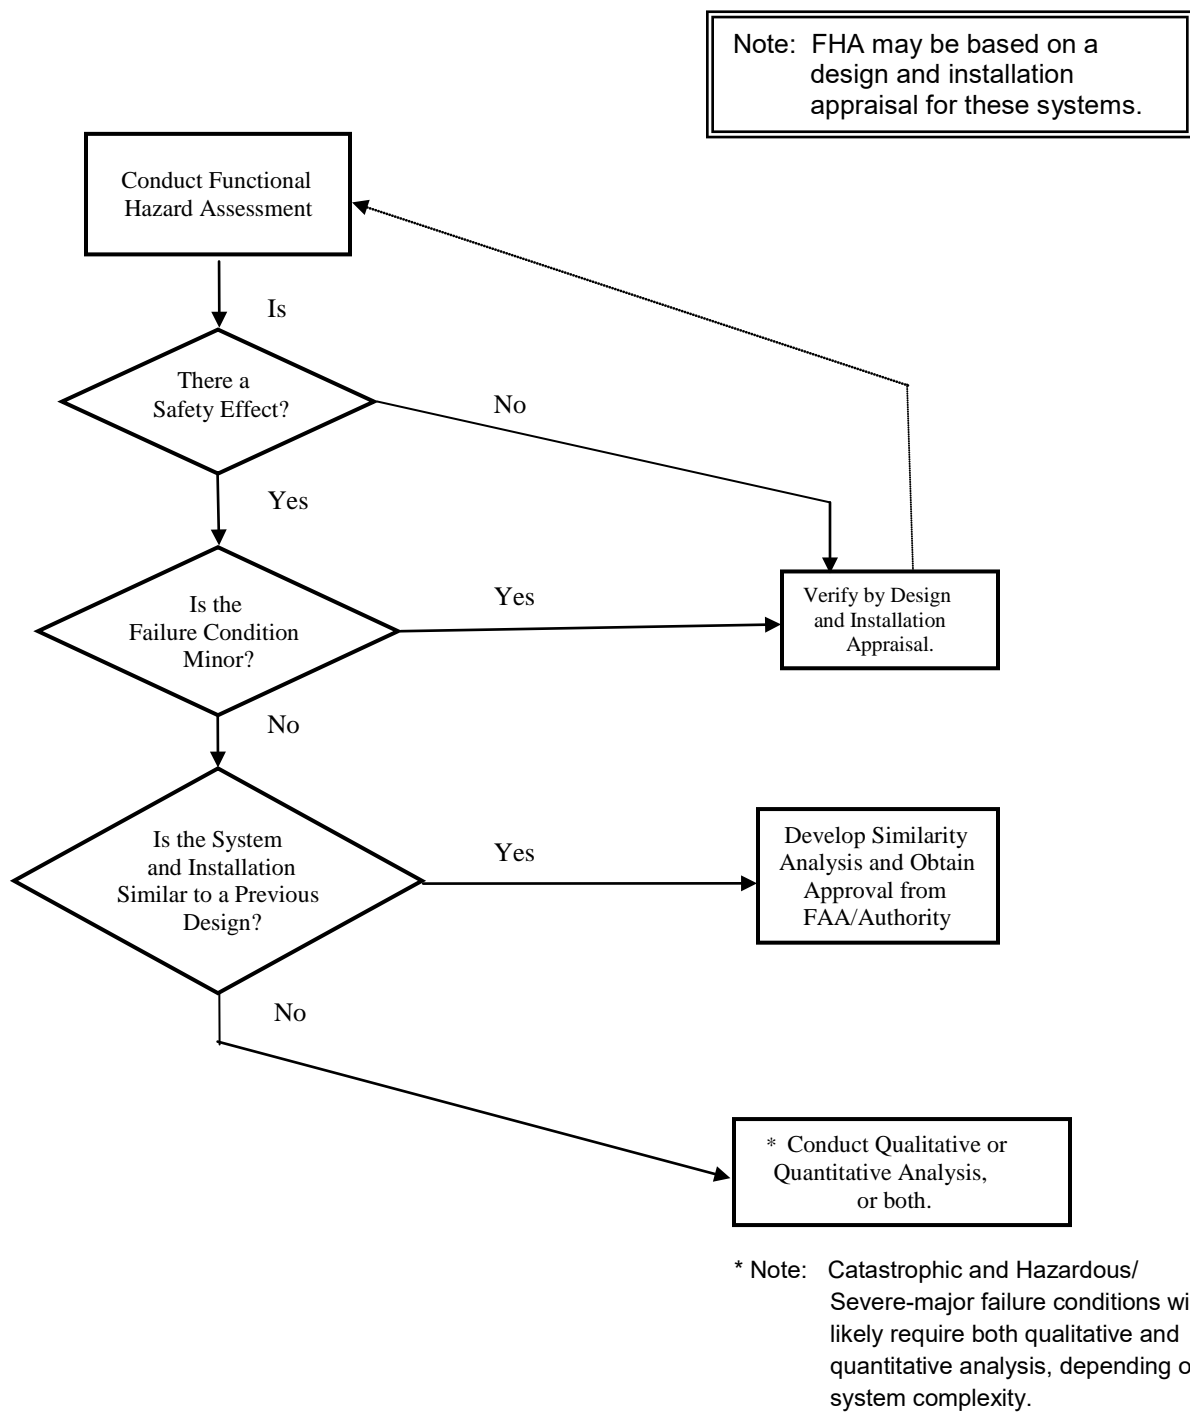 Note: FHA may be based on a
design and installation
appraisal for these systems.
Conduct Functional
Hazard Assessment
Is
There a
Safety Effect?
No
Yes
Is the
Failure Condition
Minor?
Yes
Verify by Design
and Installation
Appraisal.
No
Is the System
and Installation
Similar to a Previous
Design?
Yes
Develop Similarity
Analysis and Obtain
Approval from
FAA/Authority
No
* Conduct Qualitative or
Quantitative Analysis,
or both.
* Note: Catastrophic and Hazardous/
Severe-major failure conditions wi
likely require both qualitative and
quantitative analysis, depending o
system complexity.